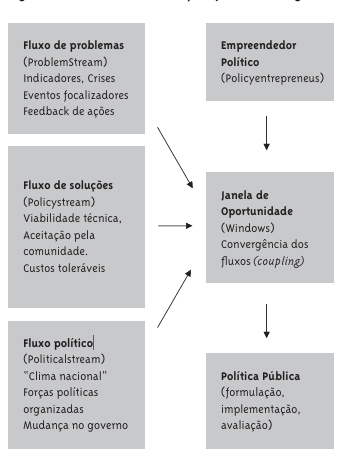 Fluxo de problemas
(ProblemStream)
Indicadores, Crises
Eventos focalizadores
Feedback de ações
Fluxo de soluções
(Policystream)
Viabilidade técnica,
Aceitação pela
comunidade.
Custos toleráveis
Fluxo político
(Politicalstream)
"Clima nacional"
Forças políticas
organizadas
Mudança no governo
Empreendedor
Político
(Policyentrepreneus)
Janela de
Oportunidade
(Windows)
Convergência dos
fluxos (coupling)
Política Pública
(formulação,
implementação,
avaliação)